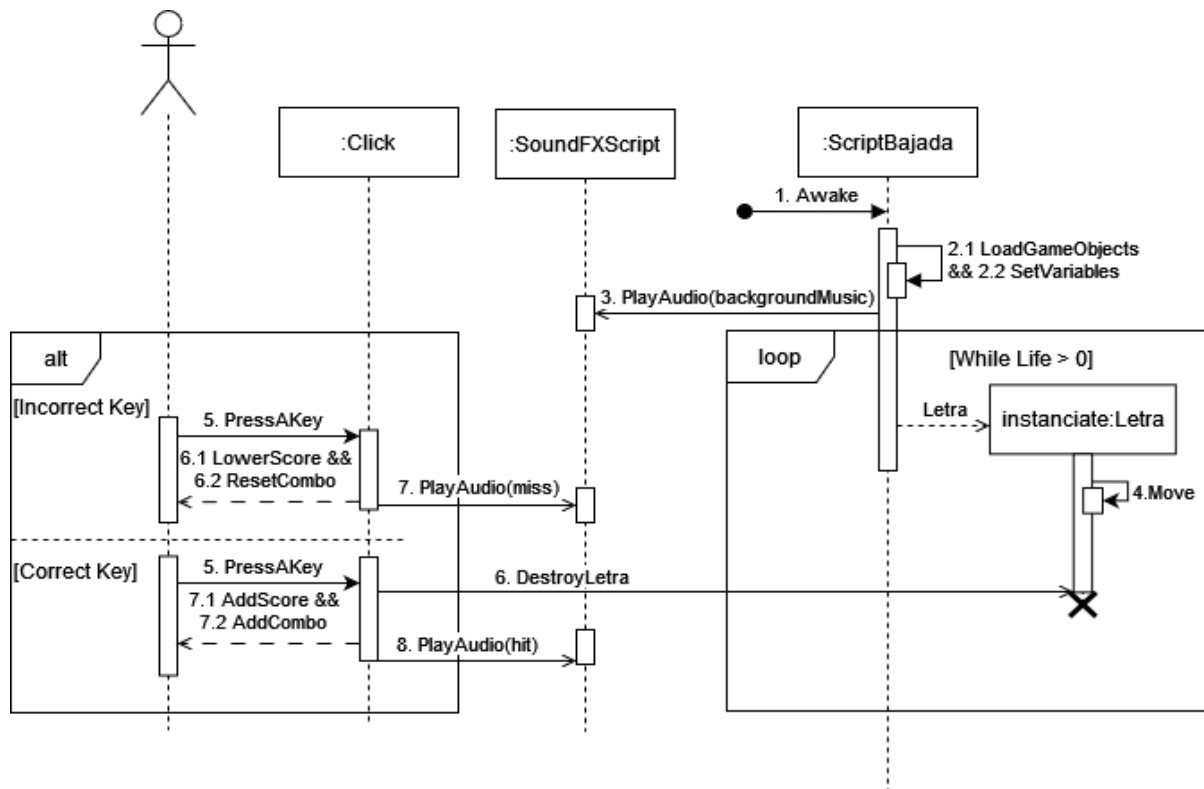 :Click
:SoundFXScript
:ScriptBajada
1. Awake
2.1 LoadGameObjects
&& 2.2 SetVariables
3. PlayAudio(backgroundMusic)
alt
loop
[While Life > 0]
[Incorrect Key]
5. PressAKey
Letra
instanciate:Letra
6.1 LowerScore &&
6.2 ResetCombo
7. PlayAudio(miss)
4.Move
[Correct Key]
5. PressAKey
6. DestroyLetra
7.1 AddScore &&
7.2 AddCombo
8. PlayAudio(hit)